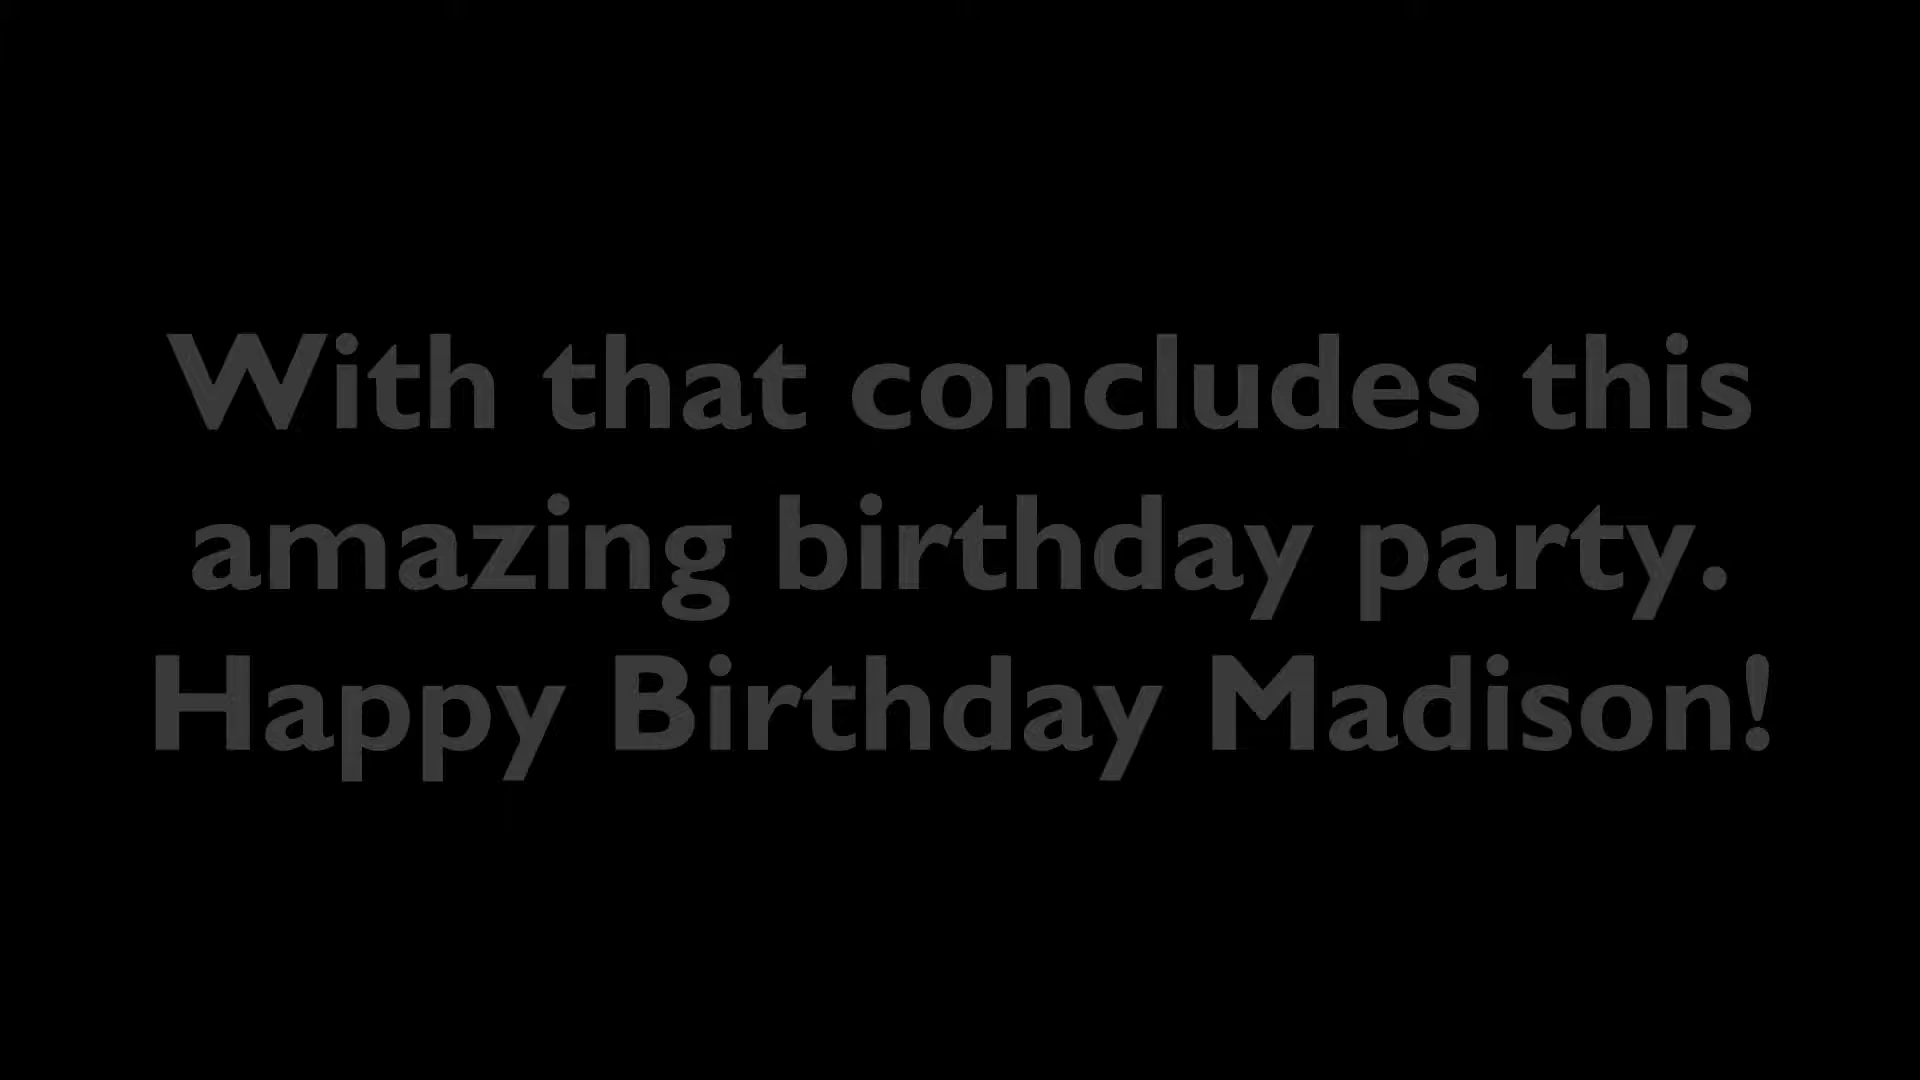 With that concludes this
amazing birthday party.
Happy Birthday Madison!